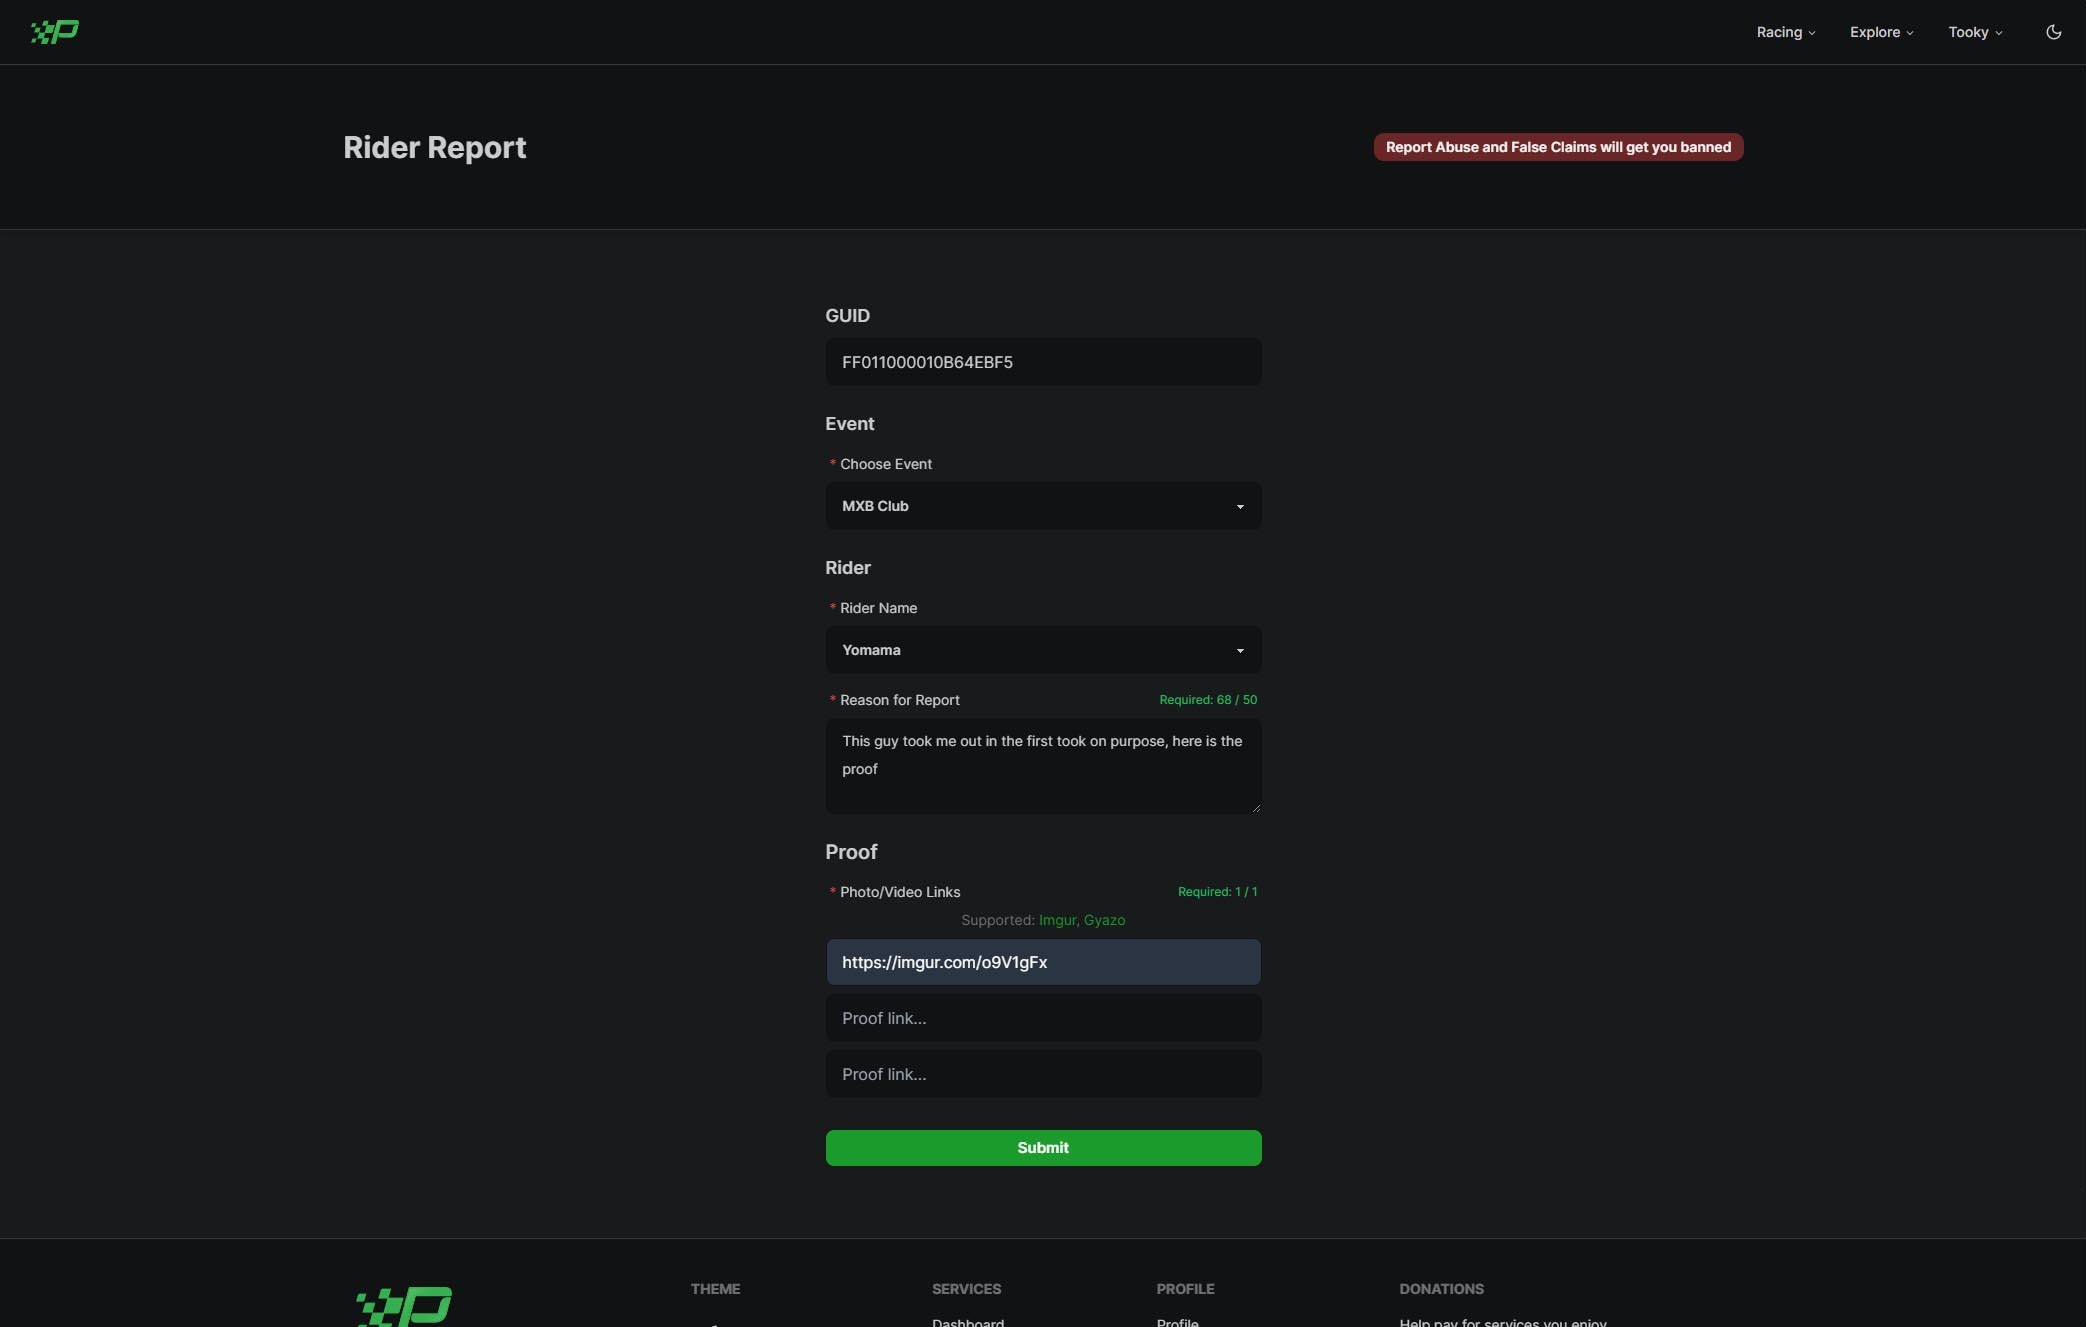 Racing
Explore
Tooky
Rider Report
Report Abuse and False Claims will get you banned
GUID
FF011000010B64EBF5
Event
* Choose Event
MXB Club
Rider
* Rider Name
Yomama
* Reason for Report
Required: 68 / 50
This guy took me out in the first took on purpose, here is the
proof
Proof
* Photo/Video Links
Required: 1 / 1
Supported: Imgur, Gyazo
https://imgur.com/o9V1gFx
Proof link...
Proof link...
Submit
THEME
SERVICES
PROFILE
DONATIONS
Dashboard
Profile
Help pay for services you enjoy